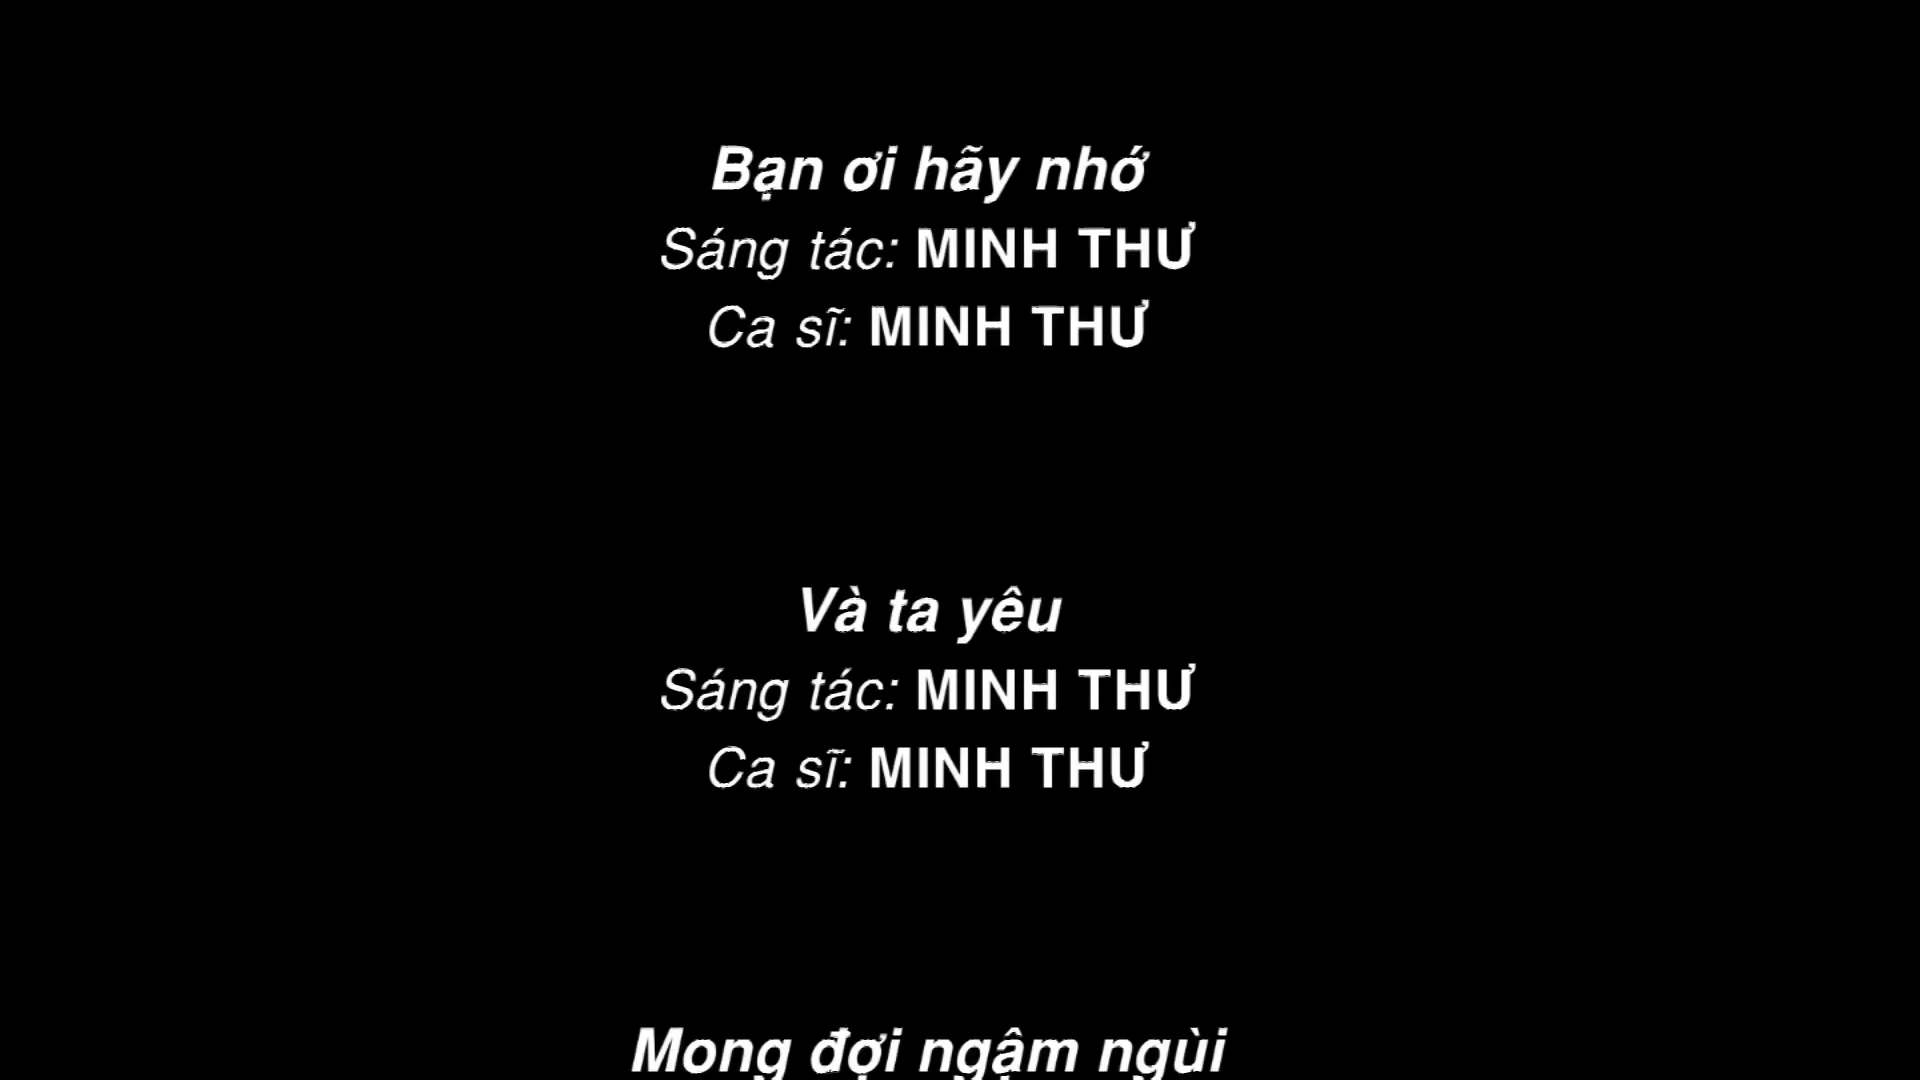 Bạn ơi hãy nhớ
Sáng tác: MINH THƯ
Ca sĩ: MINH THƯ
Và ta yêu
Sáng tác: MINH THƯ
Ca sĩ: MINH THƯ
Mong đợi ngậm ngùi